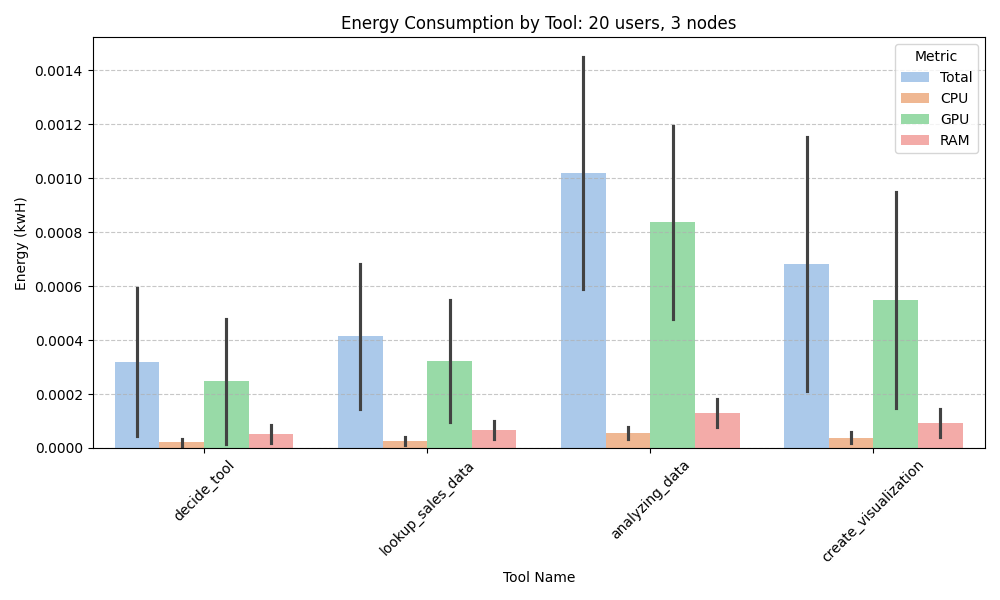 Energy Consumption by Tool: 20 users, 3 nodes
Metric
Total
CPU
GPU
RAM
Energy (kwH)
0.0014
0.0012
0.0010
0.0008
0.0006
0.0004
0.0002
0.0000
decide_tool
lookup_sales_data
analyzing_data
create_visualization
Tool Name